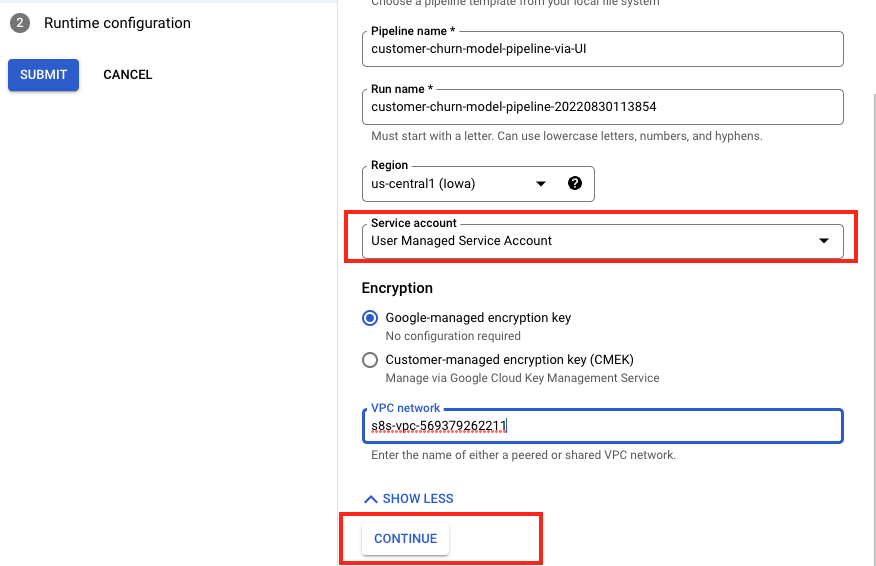 Choose a pipeline template from your local file system
2 Runtime configuration
SUBMIT CANCEL
Pipeline name *
customer-churn-model-pipeline-via-UI
Run name *
customer-churn-model-pipeline-20220830113854
Must start with a letter. Can use lowercase letters, numbers, and hyphens.
Region
us-central1 (Iowa) ?
Service account
User Managed Service Account
Encryption
Google-managed encryption key
No configuration required
Customer-managed encryption key (CMEK)
Manage via Google Cloud Key Management Service
VPC network
s8s-vpc-569379262211
Enter the name of either a peered or shared VPC network.
SHOW LESS
CONTINUE